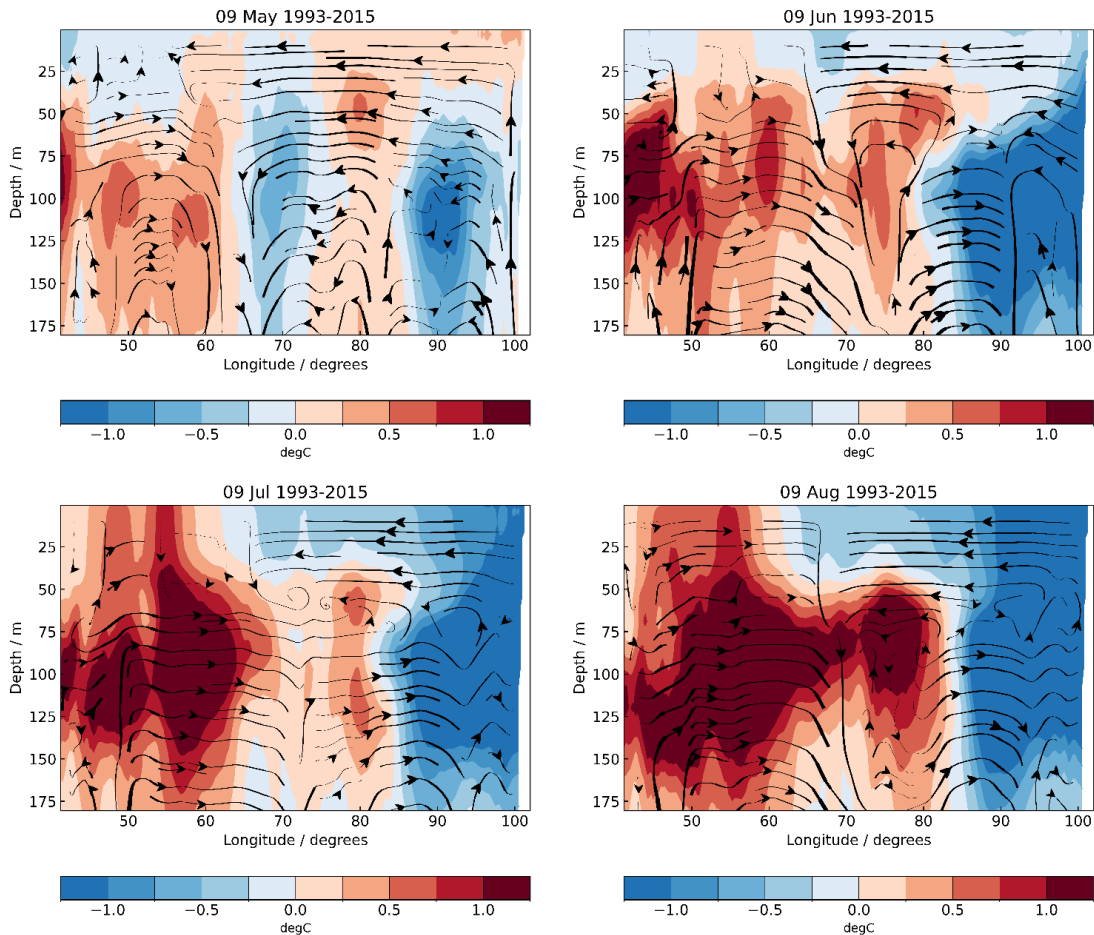 09 May 1993-2015
Depth / m
25
50
75
100
125
150
175
50 60 70 80 90 100
Longitude / degrees
−1.0 −0.5 0.0 0.5 1.0
degC
09 Jun 1993-2015
Depth / m
25
50
75
100
125
150
175
50 60 70 80 90 100
Longitude / degrees
−1.0 −0.5 0.0 0.5 1.0
degC
09 Jul 1993-2015
Depth / m
25
50
75
100
125
150
175
50 60 70 80 90 100
Longitude / degrees
−1.0 −0.5 0.0 0.5 1.0
degC
09 Aug 1993-2015
Depth / m
25
50
75
100
125
150
175
50 60 70 80 90 100
Longitude / degrees
−1.0 −0.5 0.0 0.5 1.0
degC